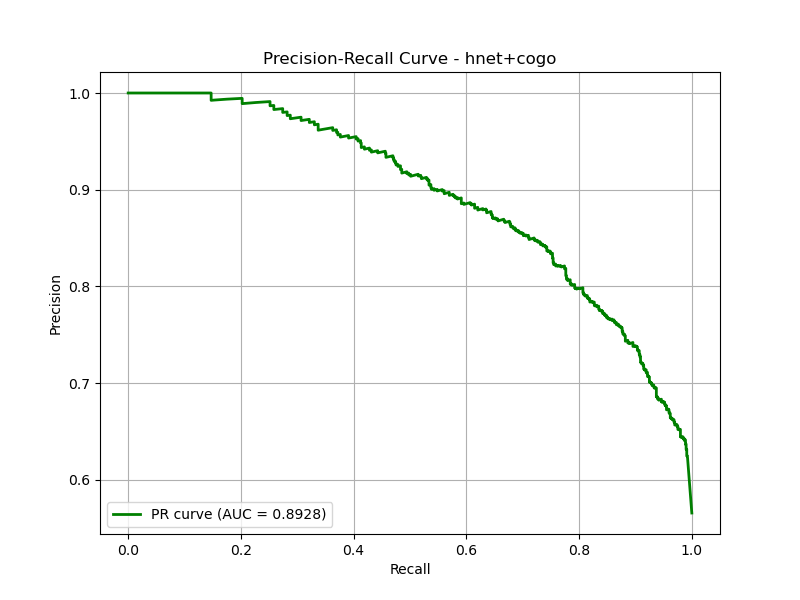 Precision-Recall Curve - hnet+cogo
1.0
0.9
0.8
0.7
0.6
Precision
PR curve (AUC = 0.8928)
0.0 0.2 0.4 0.6 0.8 1.0
Recall